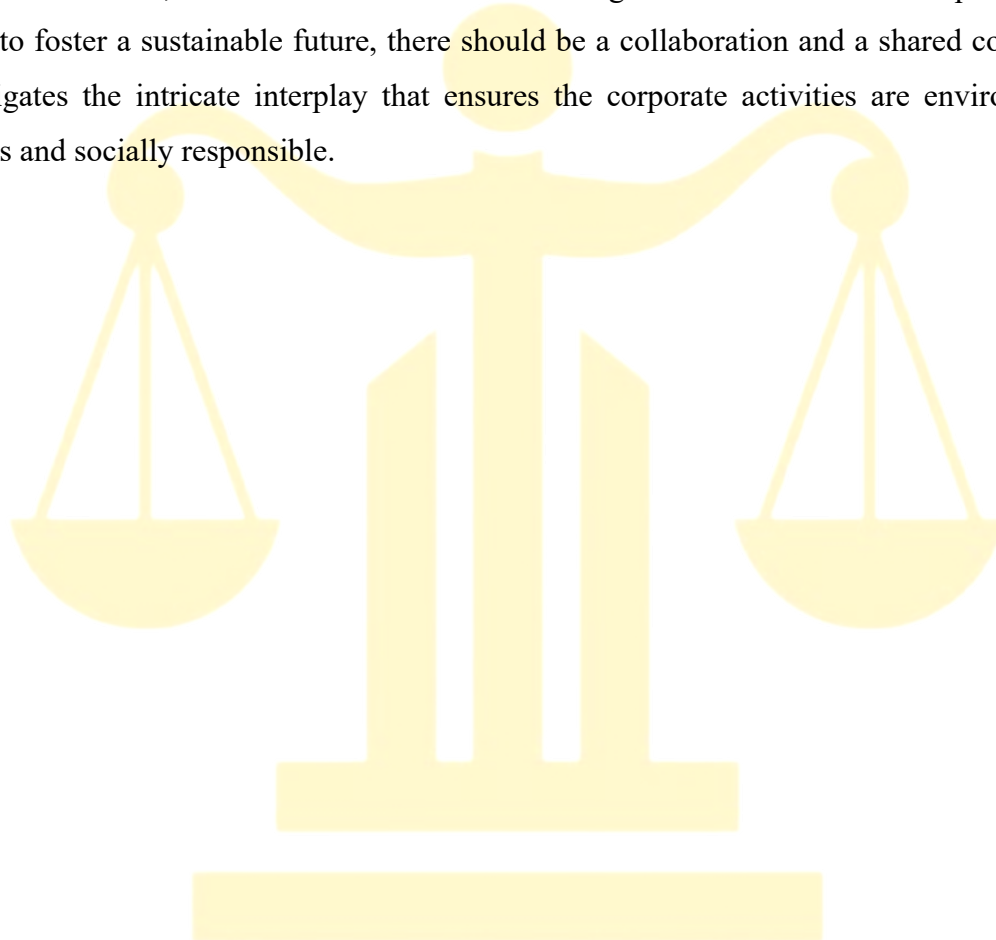 to foster a sustainable future, there should be a collaboration and a shared co
igates the intricate interplay that ensures the corporate activities are enviro
s and socially responsible.